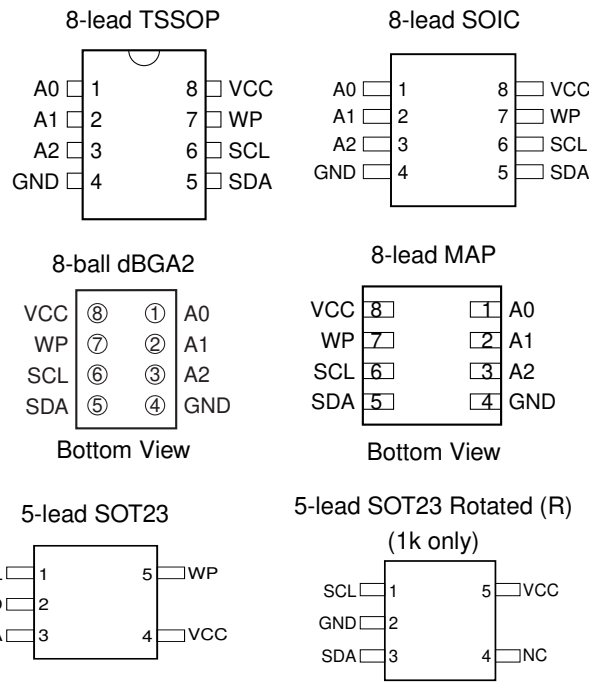 8-lead TSSOP
A0 1 8 VCC
A1 2 7 WP
A2 3 6 SCL
GND 4 5 SDA
8-lead SOIC
A0 1 8 VCC
A1 2 7 WP
A2 3 6 SCL
GND 4 5 SDA
8-ball dBGA2
VCC ⑧ ① A0
WP ⑦ ② A1
SCL ⑥ ③ A2
SDA ⑤ ④ GND
Bottom View
8-lead MAP
VCC 8 1 A0
WP 7 2 A1
SCL 6 3 A2
SDA 5 4 GND
Bottom View
5-lead SOT23
1 5 WP
2
3 4 VCC
5-lead SOT23 Rotated (R)
(1k only)
SCL 1 5 VCC
GND 2
SDA 3 4 NC